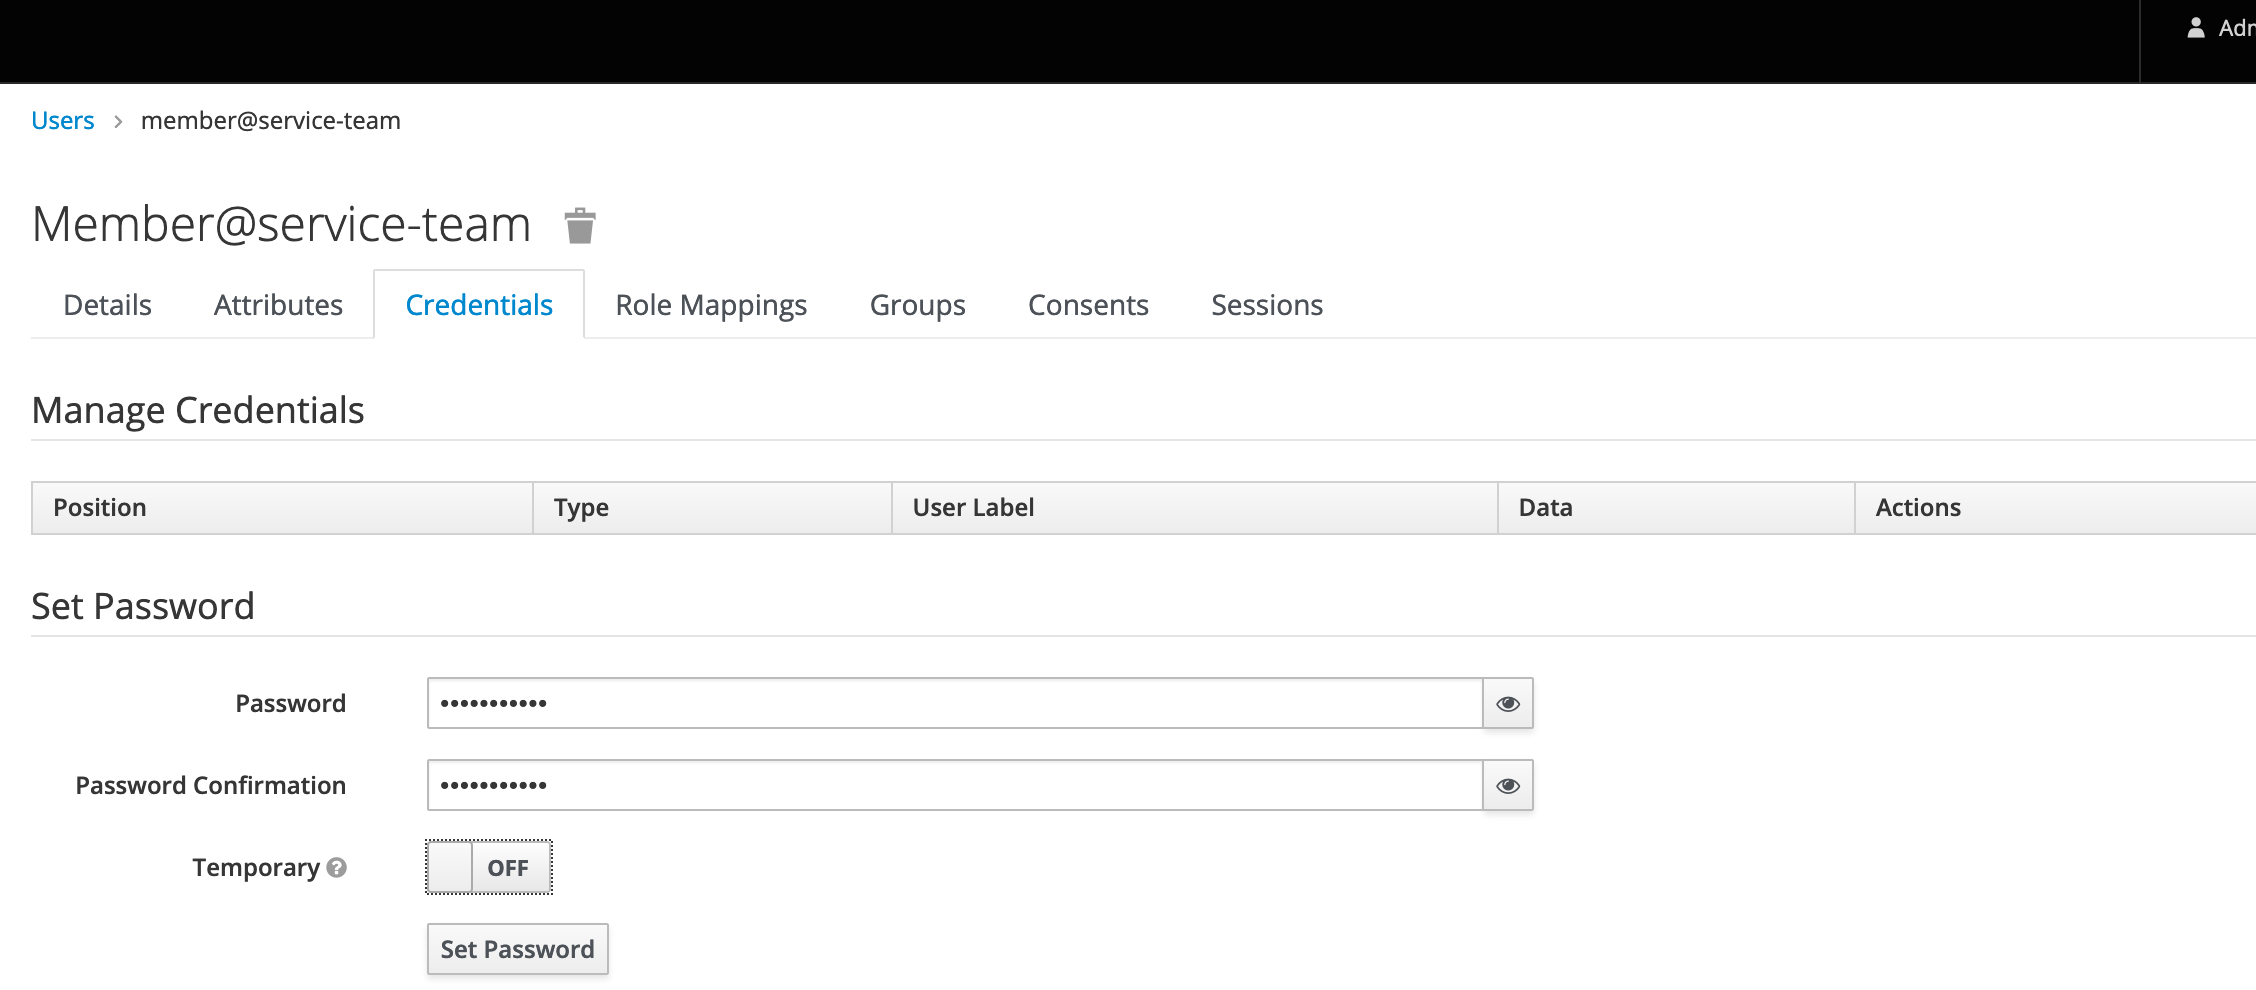 Users > member@service-team
Member@service-team
Details Attributes Credentials Role Mappings Groups Consents Sessions
Manage Credentials
Position Type User Label Data Actions
Set Password
Password •••••••••••
Password Confirmation •••••••••••
Temporary ? OFF
Set Password